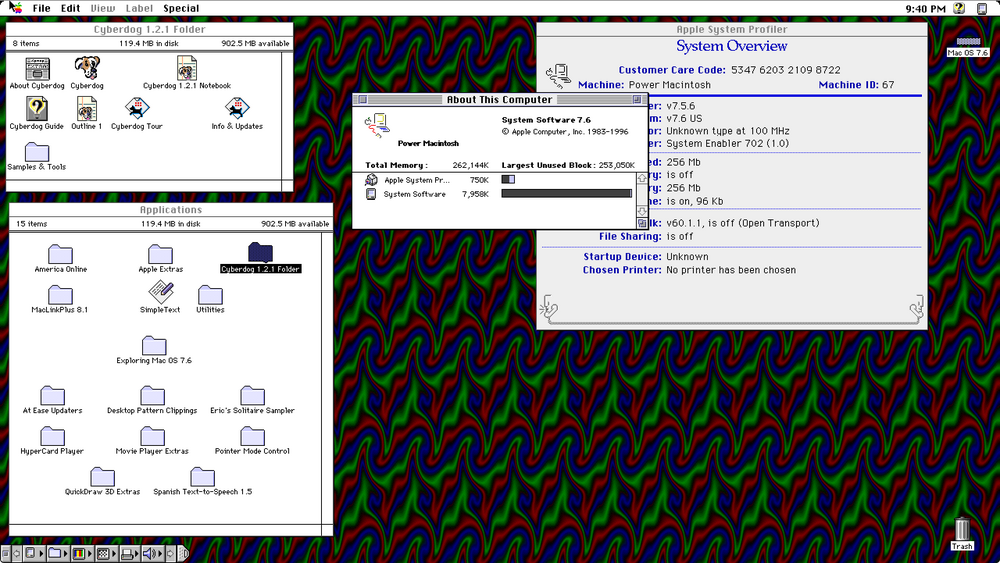 File Edit View Label Special
9:40 PM
Cyberdog 1.2.1 Folder
8 items 119.4 MB in disk 902.5 MB available
About Cyberdog Cyberdog Cyberdog 1.2.1 Notebook
Cyberdog Guide Outline 1 Cyberdog Tour Info & Updates
Samples & Tools
Applications
15 items 119.4 MB in disk 902.5 MB available
America Online Apple Extras Cyberdog 1.2.1 Folder
MacLinkPlus 8.1 SimpleText Utilities
Exploring Mac OS 7.6
At Ease Updaters Desktop Pattern Clippings Eric's Solitaire Sampler
HyperCard Player Movie Player Extras Pointer Mode Control
QuickDraw 3D Extras Spanish Text-to-Speech 1.5
About This Computer
System Software 7.6
© Apple Computer, Inc. 1983-1996
Power Macintosh
Total Memory: 262,144K Largest Unused Block: 253,050K
Apple System Pr... 750K
System Software 7,958K
Apple System Profiler
System Overview
Customer Care Code: 5347 6203 2109 8722
Machine: Power Macintosh Machine ID: 67
er: v7.5.6
m: v7.6 US
or: Unknown type at 100 MHz
er: System Enabler 702 (1.0)
ed: 256 Mb
ry: is off
ry: 256 Mb
ne: is on, 96 Kb
lk: v60.1.1, is off (Open Transport)
File Sharing: is off
Startup Device: Unknown
Chosen Printer: No printer has been chosen
Mac OS 7.6
Trash